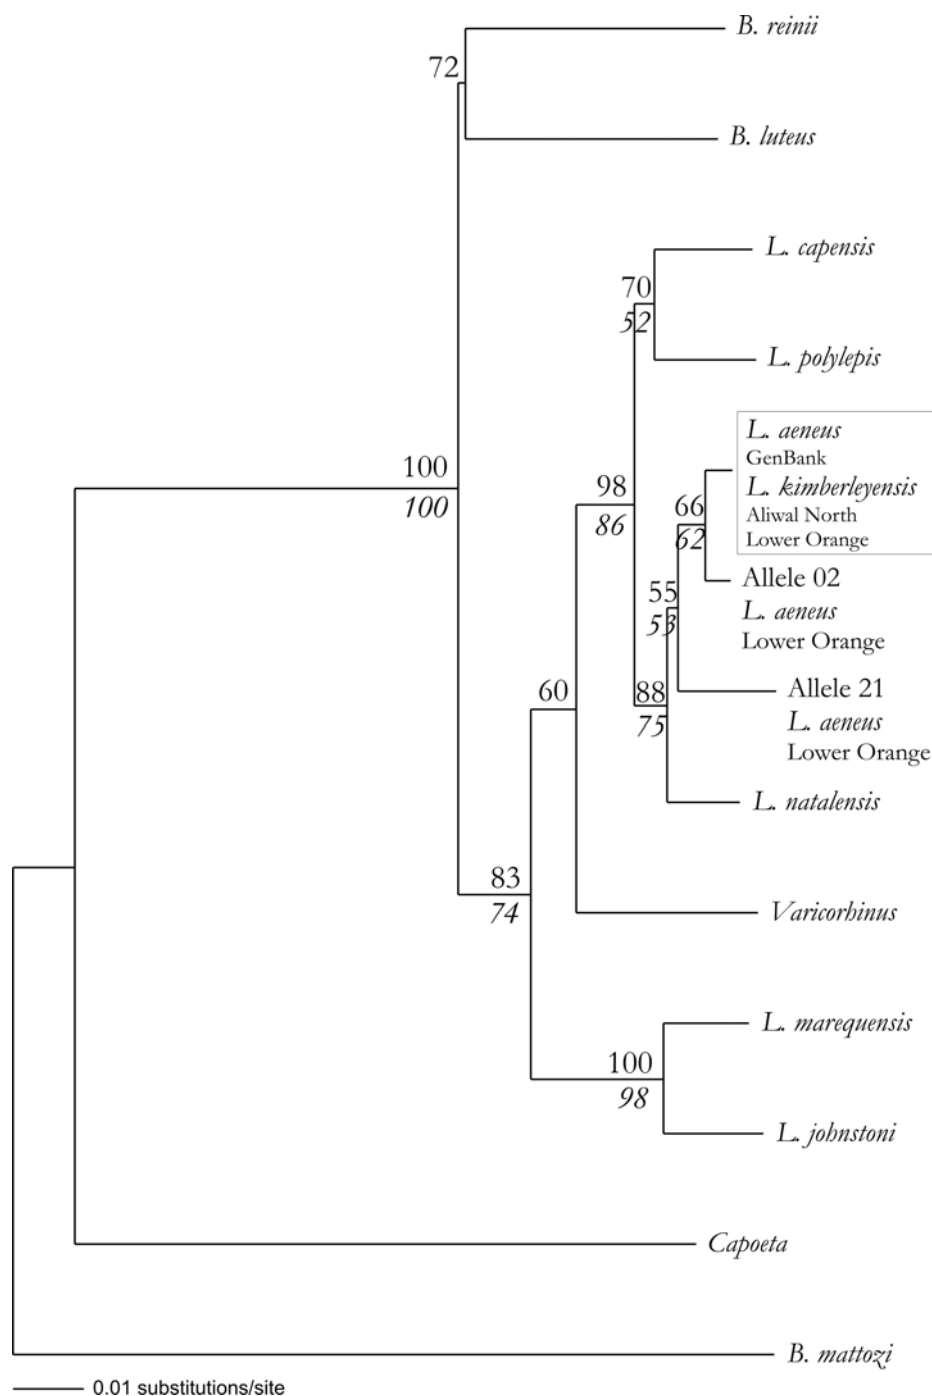 B. reinii
72
B. luteus
L. capensis
70
52
L. polylepis
L. aeneus
GenBank
100
L. kimberleyensis
98
66
100
Aliwal North
86
62
Lower Orange
Allele 02
55
L. aeneus
53
Lower Orange
60
88
Allele 21
75
L. aeneus
Lower Orange
L. natalensis
83
74
Varicorhinus
L. marequensis
100
98
L. johnstoni
Capoeta
B. mattozi
0.01 substitutions/site